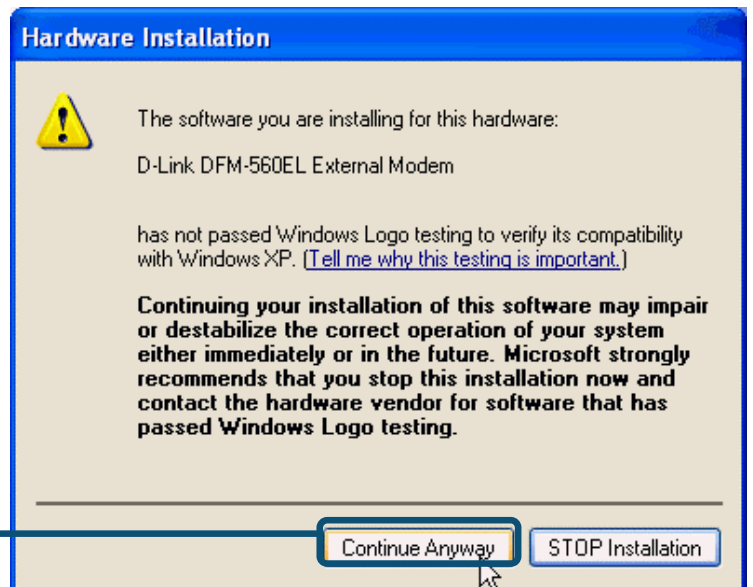 Hardware Installation
The software you are installing for this hardware:
D-Link DFM-560EL External Modem
has not passed Windows Logo testing to verify its compatibility
with Windows XP. (Tell me why this testing is important.)
Continuing your installation of this software may impair
or destabilize the correct operation of your system
either immediately or in the future. Microsoft strongly
recommends that you stop this installation now and
contact the hardware vendor for software that has
passed Windows Logo testing.
Continue Anyway STOP Installation